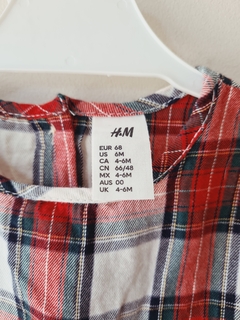 H&M
EUR 68
US 6M
CA 4-6M
CN 66/48
MX 4-6M
AUS 00
UK 4-6M